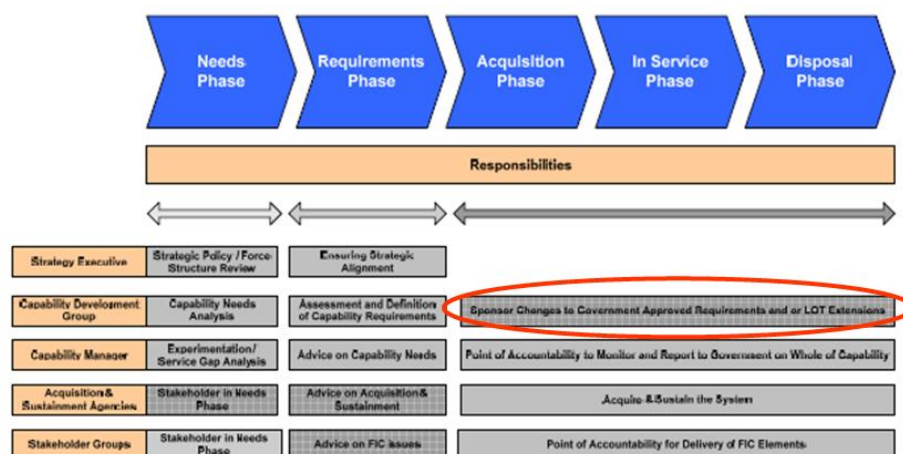 Needs Phase
Requirements Phase
Acquisition Phase
In Service Phase
Disposal Phase
Responsibilities
Strategy Executive
Strategic Policy / Force Structure Review
Ensuring Strategic Alignment
Capability Development Group
Capability Needs Analysis
Assessment and Definition of Capability Requirements
Sponsor Changes to Government Approved Requirements and or LOT Extensions
Capability Manager
Experimentation/ Service Gap Analysis
Advice on Capability Needs
Point of Accountability to Monitor and Report to Government on Whole of Capability
Acquisition & Sustainment Agencies
Stakeholder in Needs Phase
Advice on Acquisition & Sustainment
Acquire & Sustain the System
Stakeholder Groups
Stakeholder in Needs Phase
Advice on FIC issues
Point of Accountability for Delivery of FIC Elements